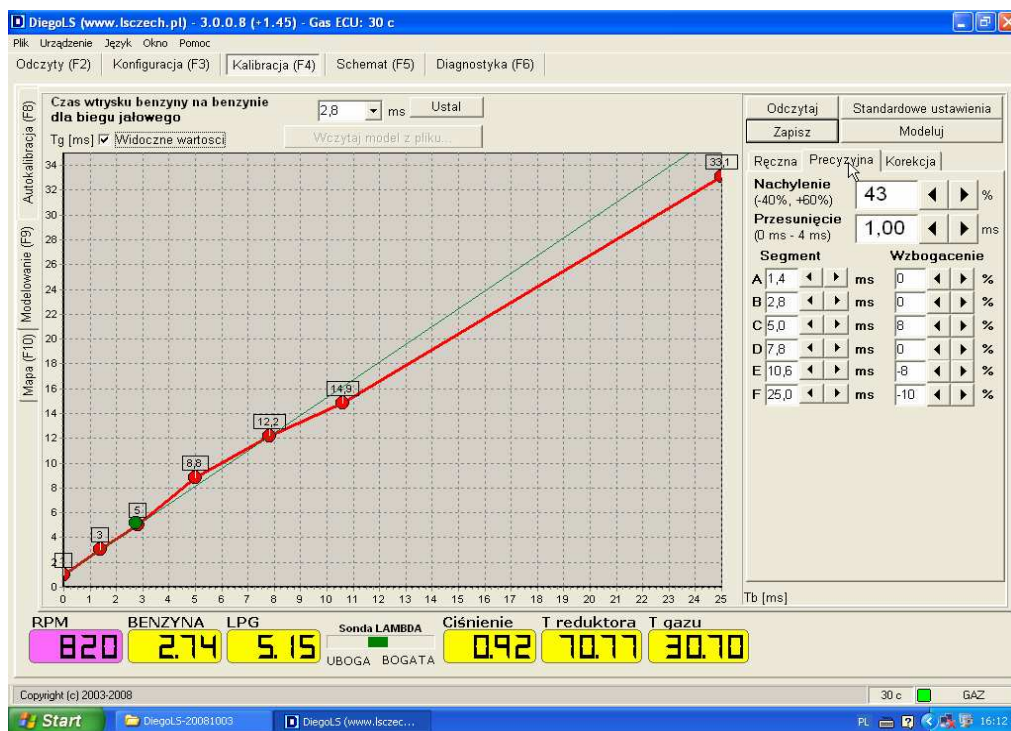 DiegoLS (www.lsczech.pl) - 3.0.0.8 (+1.45) - Gas ECU: 30 c
Plik Urządzenie Język Okno Pomoc
Odczyty (F2) Konfiguracja (F3) Kalibracja (F4) Schemat (F5) Diagnostyka (F6)
Autokalibracja (F8)
Modelowanie (F9)
Mapa (F10)
Czas wtrysku benzyny na benzynie
dla biegu jałowego
2,8 ms Ustal
Tg [ms] Widoczne wartosci
Wczytaj model z pliku...
34
32
30
28
26
24
22
20
18
16
14
12
10
8
6
4
2
0
0 1 2 3 4 5 6 7 8 9 10 11 12 13 14 15 16 17 18 19 20 21 22 23 24 25
Tb [ms]
1
3
5
8,8
12,2
14,9
33,1
Odczytaj Standardowe ustawienia
Zapisz Modeluj
Ręczna Precyzyjna Korekcja
Nachylenie
(-40%, +60%)
43 %
Przesunięcie
(0 ms - 4 ms)
1,00 ms
Segment Wzbogacenie
A 1,4 ms 0 %
B 2,8 ms 0 %
C 5,0 ms 8 %
D 7,8 ms 0 %
E 10,6 ms -8 %
F 25,0 ms -10 %
RPM BENZYNA LPG Sonda LAMBDA Ciśnienie T reduktora T gazu
820 2.74 5.15 0.92 70.77 30.70
UBOGA BOGATA
Copyright (c) 2003-2008 30 c GAZ
Start DiegoLS-20081003 DiegoLS (www.lsczec... PL 16:12